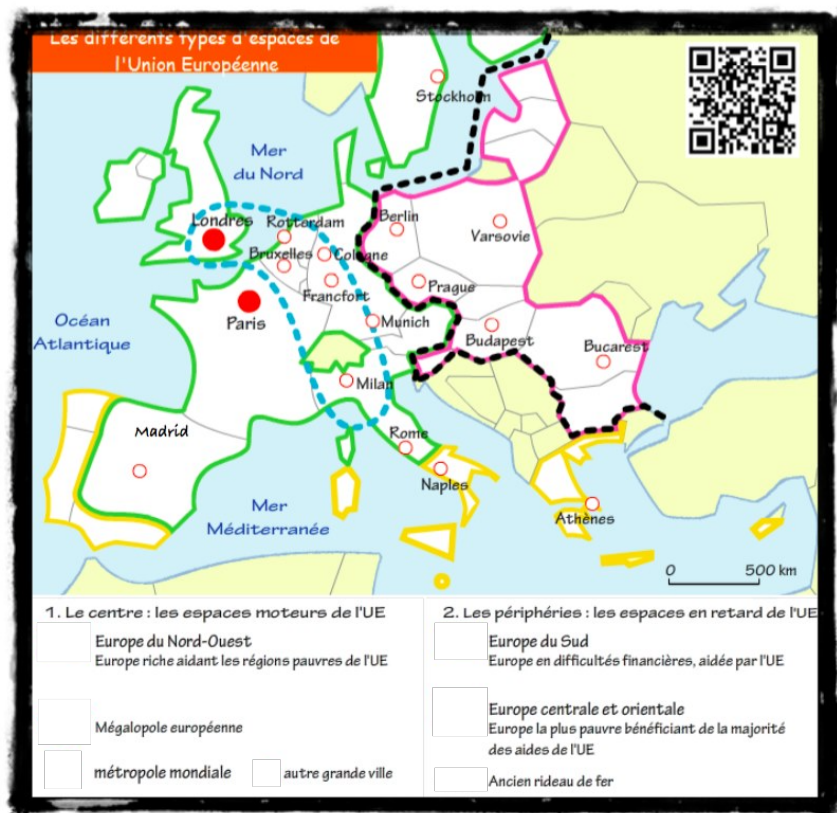 Les différents types d'espaces de
l'Union Européenne
Stockholm
Mer
du Nord
Londres
Rotterdam
Berlin
Varsovie
Bruxelles
Cologne
Francfort
Prague
Paris
Munich
Budapest
Bucarest
Océan
Atlantique
Milan
Madrid
Rome
Naples
Mer
Méditerranée
Athènes
0 500 km
1. Le centre : les espaces moteurs de l'UE
Europe du Nord-Ouest
Europe riche aidant les régions pauvres de l'UE
Mégalopole européenne
métropole mondiale
autre grande ville
2. Les périphéries : les espaces en retard de l'UE
Europe du Sud
Europe en difficultés financières, aidée par l'UE
Europe centrale et orientale
Europe la plus pauvre bénéficiant de la majorité
des aides de l'UE
Ancien rideau de fer